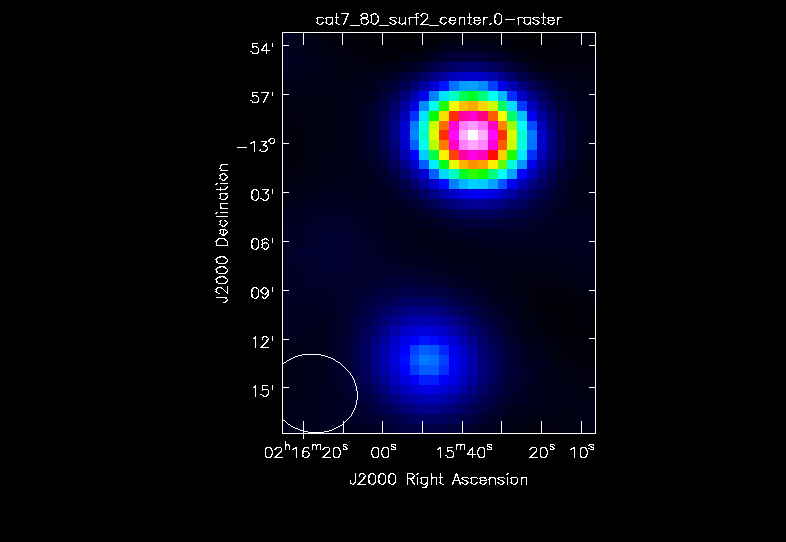 cat7_80_surf2_center.0-raster
54'
57'
-13°
03'
06'
09'
12'
15'
J2000 Declination
02ʰ16ᵐ20ˢ 00ˢ 15ᵐ40ˢ 20ˢ 10ˢ
J2000 Right Ascension